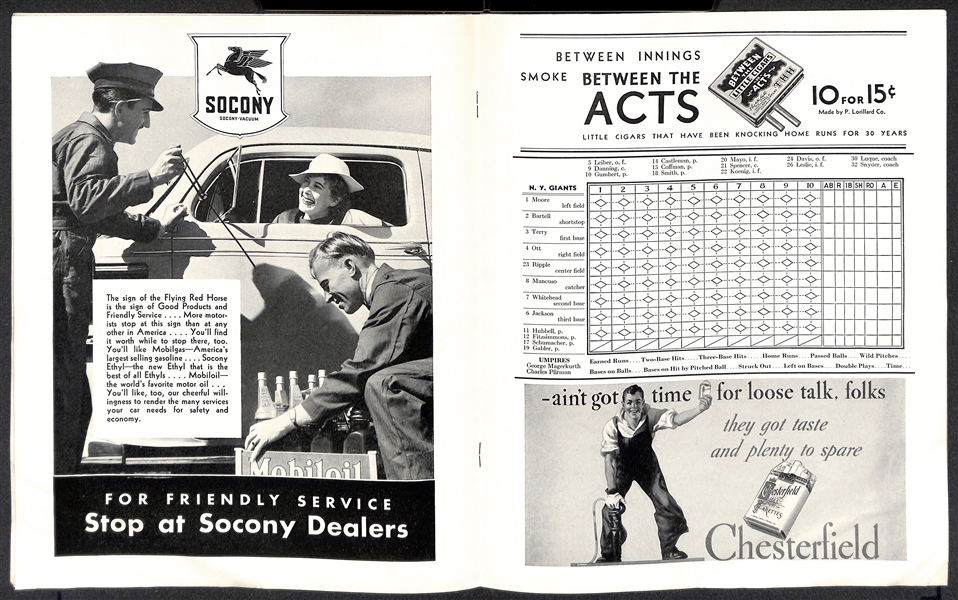 SOCONY
SOCONY-VACUUM
The sign of the Flying Red Horse
is the sign of Good Products and
Friendly Service . . . . More motor-
ists stop at this sign than at any
other in America . . . . You'll find
it worth while to stop there, too.
You'll like Mobilgas—America's
largest selling gasoline . . . . Socony
Ethyl—the new Ethyl that is the
best of all Ethyls . . . . Mobiloil—
the world's favorite motor oil . . .
You'll like, too, our cheerful will-
ingness to render the many services
your car needs for safety and
economy.
Mobiloil
FOR FRIENDLY SERVICE
Stop at Socony Dealers
BETWEEN INNINGS
SMOKE BETWEEN THE
ACTS
BETWEEN
LITTLE CIGARS
ACTS
10 FOR 15¢
Made by P. Lorillard Co.
LITTLE CIGARS THAT HAVE BEEN KNOCKING HOME RUNS FOR 30 YEARS
5 Leiber, o. f. 14 Castleman, p. 20 Mayo, i. f. 24 Davis, o. f. 30 Luque, coach
9 Danning, c. 15 Coffman, p. 21 Spencer, c. 26 Leslie, i. f. 32 Snyder, coach
10 Gumbert, p. 18 Smith, p. 22 Koenig, i. f.
N. Y. GIANTS 1 2 3 4 5 6 7 8 9 10 AB R 1B SH PO A E
1 Moore
left field
2 Bartell
shortstop
3 Terry
first base
4 Ott
right field
23 Ripple
center field
8 Mancuso
catcher
7 Whitehead
second base
6 Jackson
third base
11 Hubbell, p.
12 Fitzsimmons, p.
17 Schumacher, p.
19 Gabler, p.
UMPIRES
George Magerkurth
Charles Pfirman
Earned Runs.... Two-Base Hits.... Three-Base Hits.... Home Runs.... Passed Balls.... Wild Pitches....
Bases on Balls.... Bases on Hit by Pitched Ball.... Struck Out.... Left on Bases.... Double Plays.... Time....
-ain't got time for loose talk, folks
they got taste
and plenty to spare
Chesterfield
CIGARETTES
Chesterfield